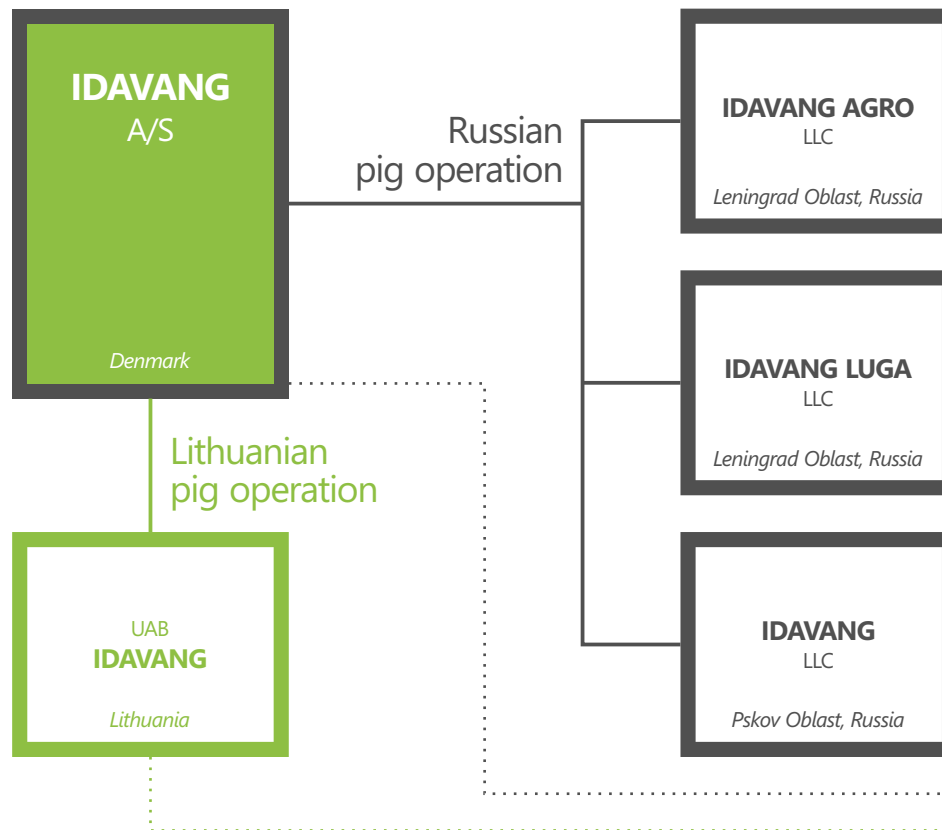 IDAVANG
A/S
Denmark
Russian
pig operation
IDAVANG AGRO
LLC
Leningrad Oblast, Russia
IDAVANG LUGA
LLC
Leningrad Oblast, Russia
Lithuanian
pig operation
UAB
IDAVANG
Lithuania
IDAVANG
LLC
Pskov Oblast, Russia